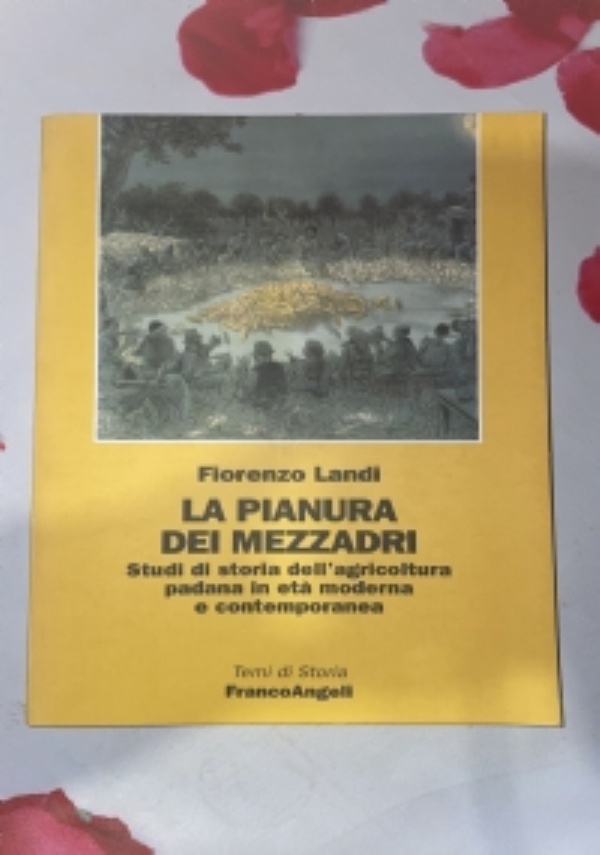 Fiorenzo Landi
LA PIANURA
DEI MEZZADRI
Studi di storia dell'agricoltura
padana in età moderna
e contemporanea
Temi di Storia
FrancoAngeli